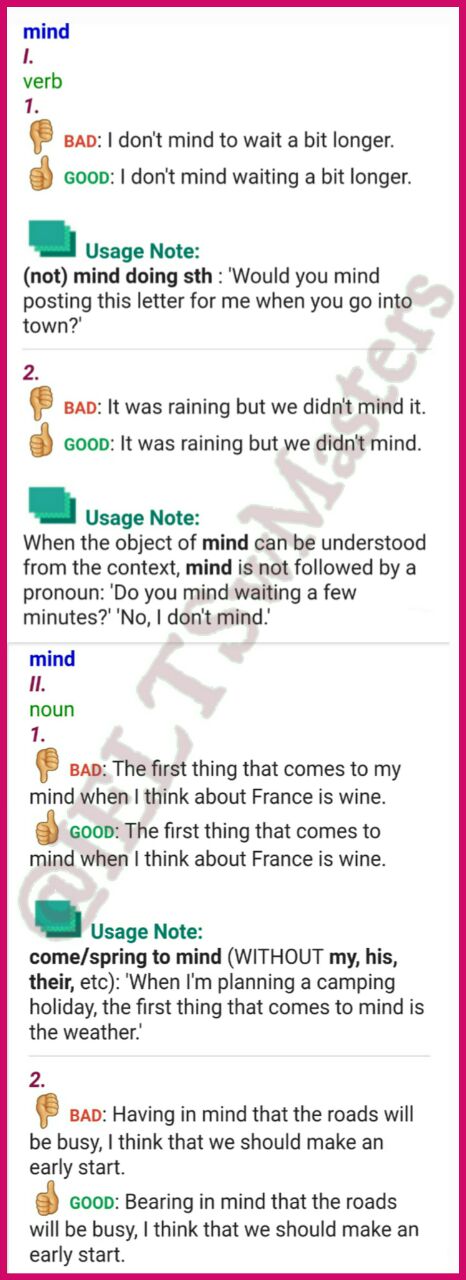 mind
I.
verb
1.
BAD: I don't mind to wait a bit longer.
GOOD: I don't mind waiting a bit longer.
Usage Note:
(not) mind doing sth : 'Would you mind
posting this letter for me when you go into
town?'
2.
BAD: It was raining but we didn't mind it.
GOOD: It was raining but we didn't mind.
Usage Note:
When the object of mind can be understood
from the context, mind is not followed by a
pronoun: 'Do you mind waiting a few
minutes?' 'No, I don't mind.'
mind
II.
noun
1.
BAD: The first thing that comes to my
mind when I think about France is wine.
GOOD: The first thing that comes to
mind when I think about France is wine.
Usage Note:
come/spring to mind (WITHOUT my, his,
their, etc): 'When I'm planning a camping
holiday, the first thing that comes to mind is
the weather.'
2.
BAD: Having in mind that the roads will
be busy, I think that we should make an
early start.
GOOD: Bearing in mind that the roads
will be busy, I think that we should make an
early start.
@IELTSwMasters